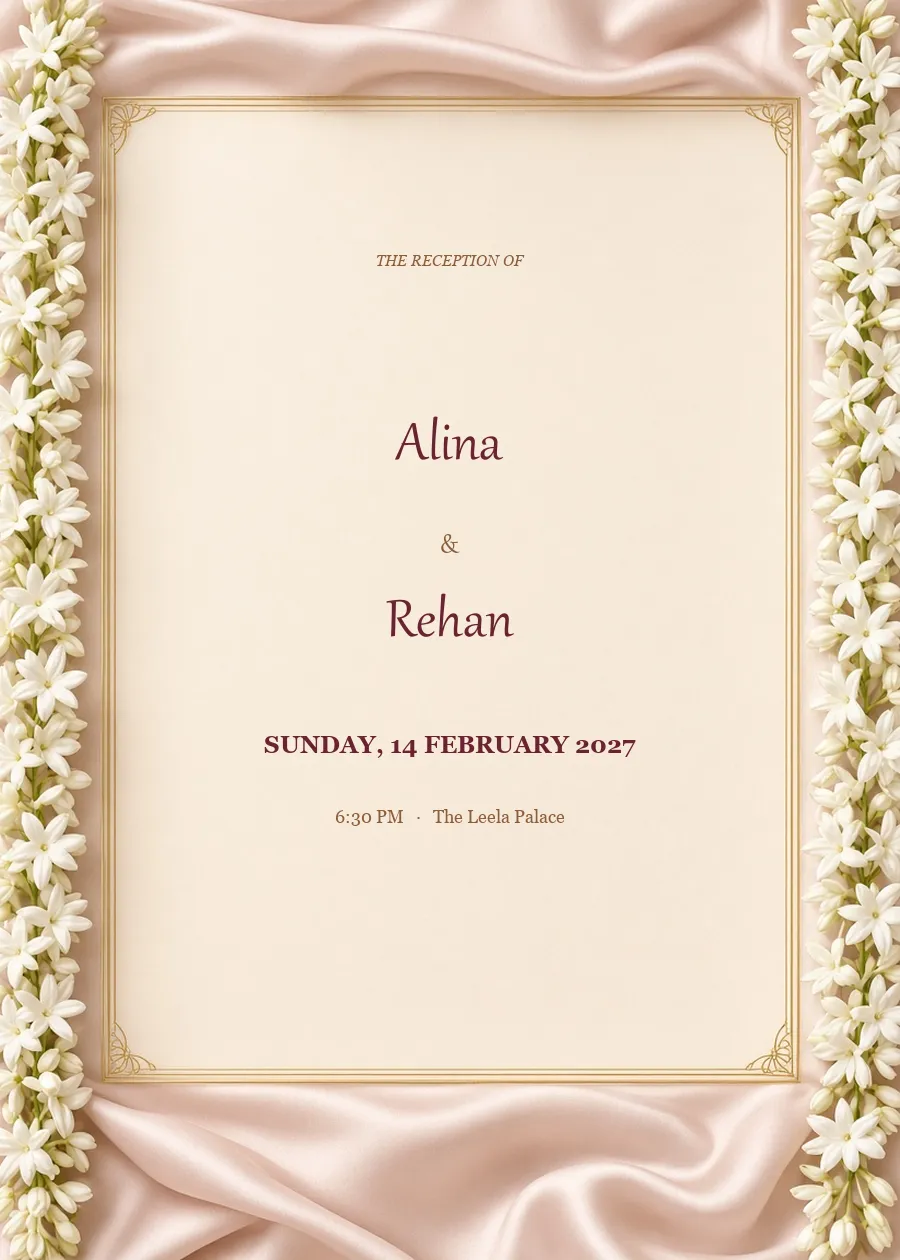 THE RECEPTION OF
Alina
&
Rehan
SUNDAY, 14 FEBRUARY 2027
6:30 PM · The Leela Palace